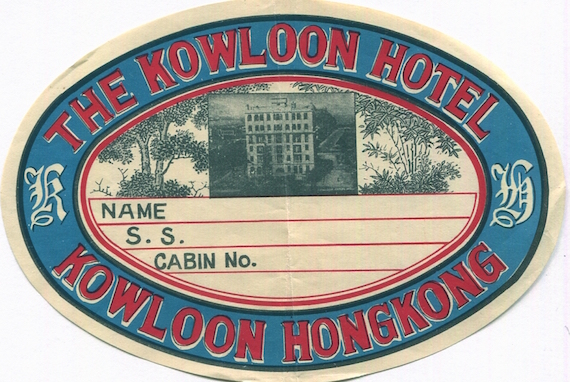 THE KOWLOON HOTEL
K
H
NAME
S. S.
CABIN No.
KOWLOON HONGKONG